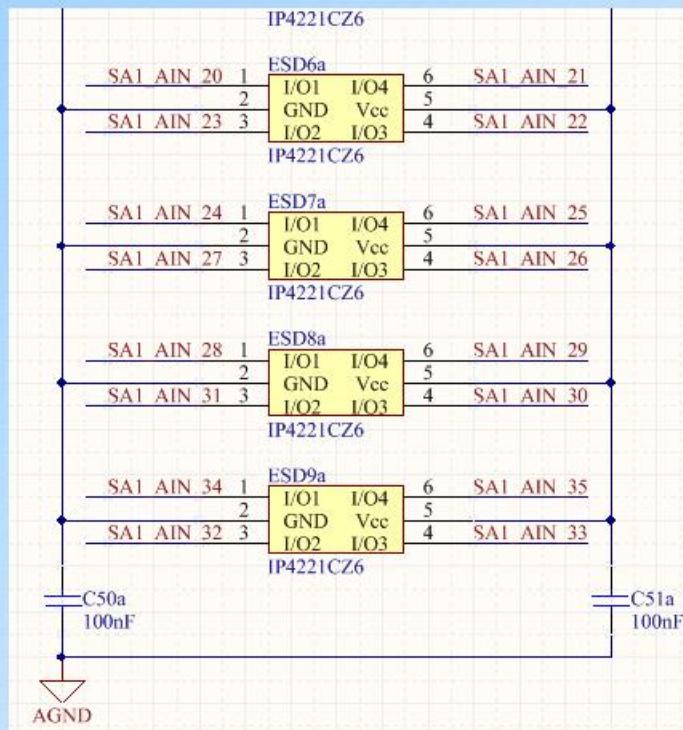 IP4221CZ6
ESD6a
SA1_AIN_20 1 I/O1 I/O4 6 SA1_AIN_21
2 GND Vcc 5
SA1_AIN_23 3 I/O2 I/O3 4 SA1_AIN_22
IP4221CZ6
ESD7a
SA1_AIN_24 1 I/O1 I/O4 6 SA1_AIN_25
2 GND Vcc 5
SA1_AIN_27 3 I/O2 I/O3 4 SA1_AIN_26
IP4221CZ6
ESD8a
SA1_AIN_28 1 I/O1 I/O4 6 SA1_AIN_29
2 GND Vcc 5
SA1_AIN_31 3 I/O2 I/O3 4 SA1_AIN_30
IP4221CZ6
ESD9a
SA1_AIN_34 1 I/O1 I/O4 6 SA1_AIN_35
2 GND Vcc 5
SA1_AIN_32 3 I/O2 I/O3 4 SA1_AIN_33
IP4221CZ6
C50a C51a
100nF 100nF
AGND